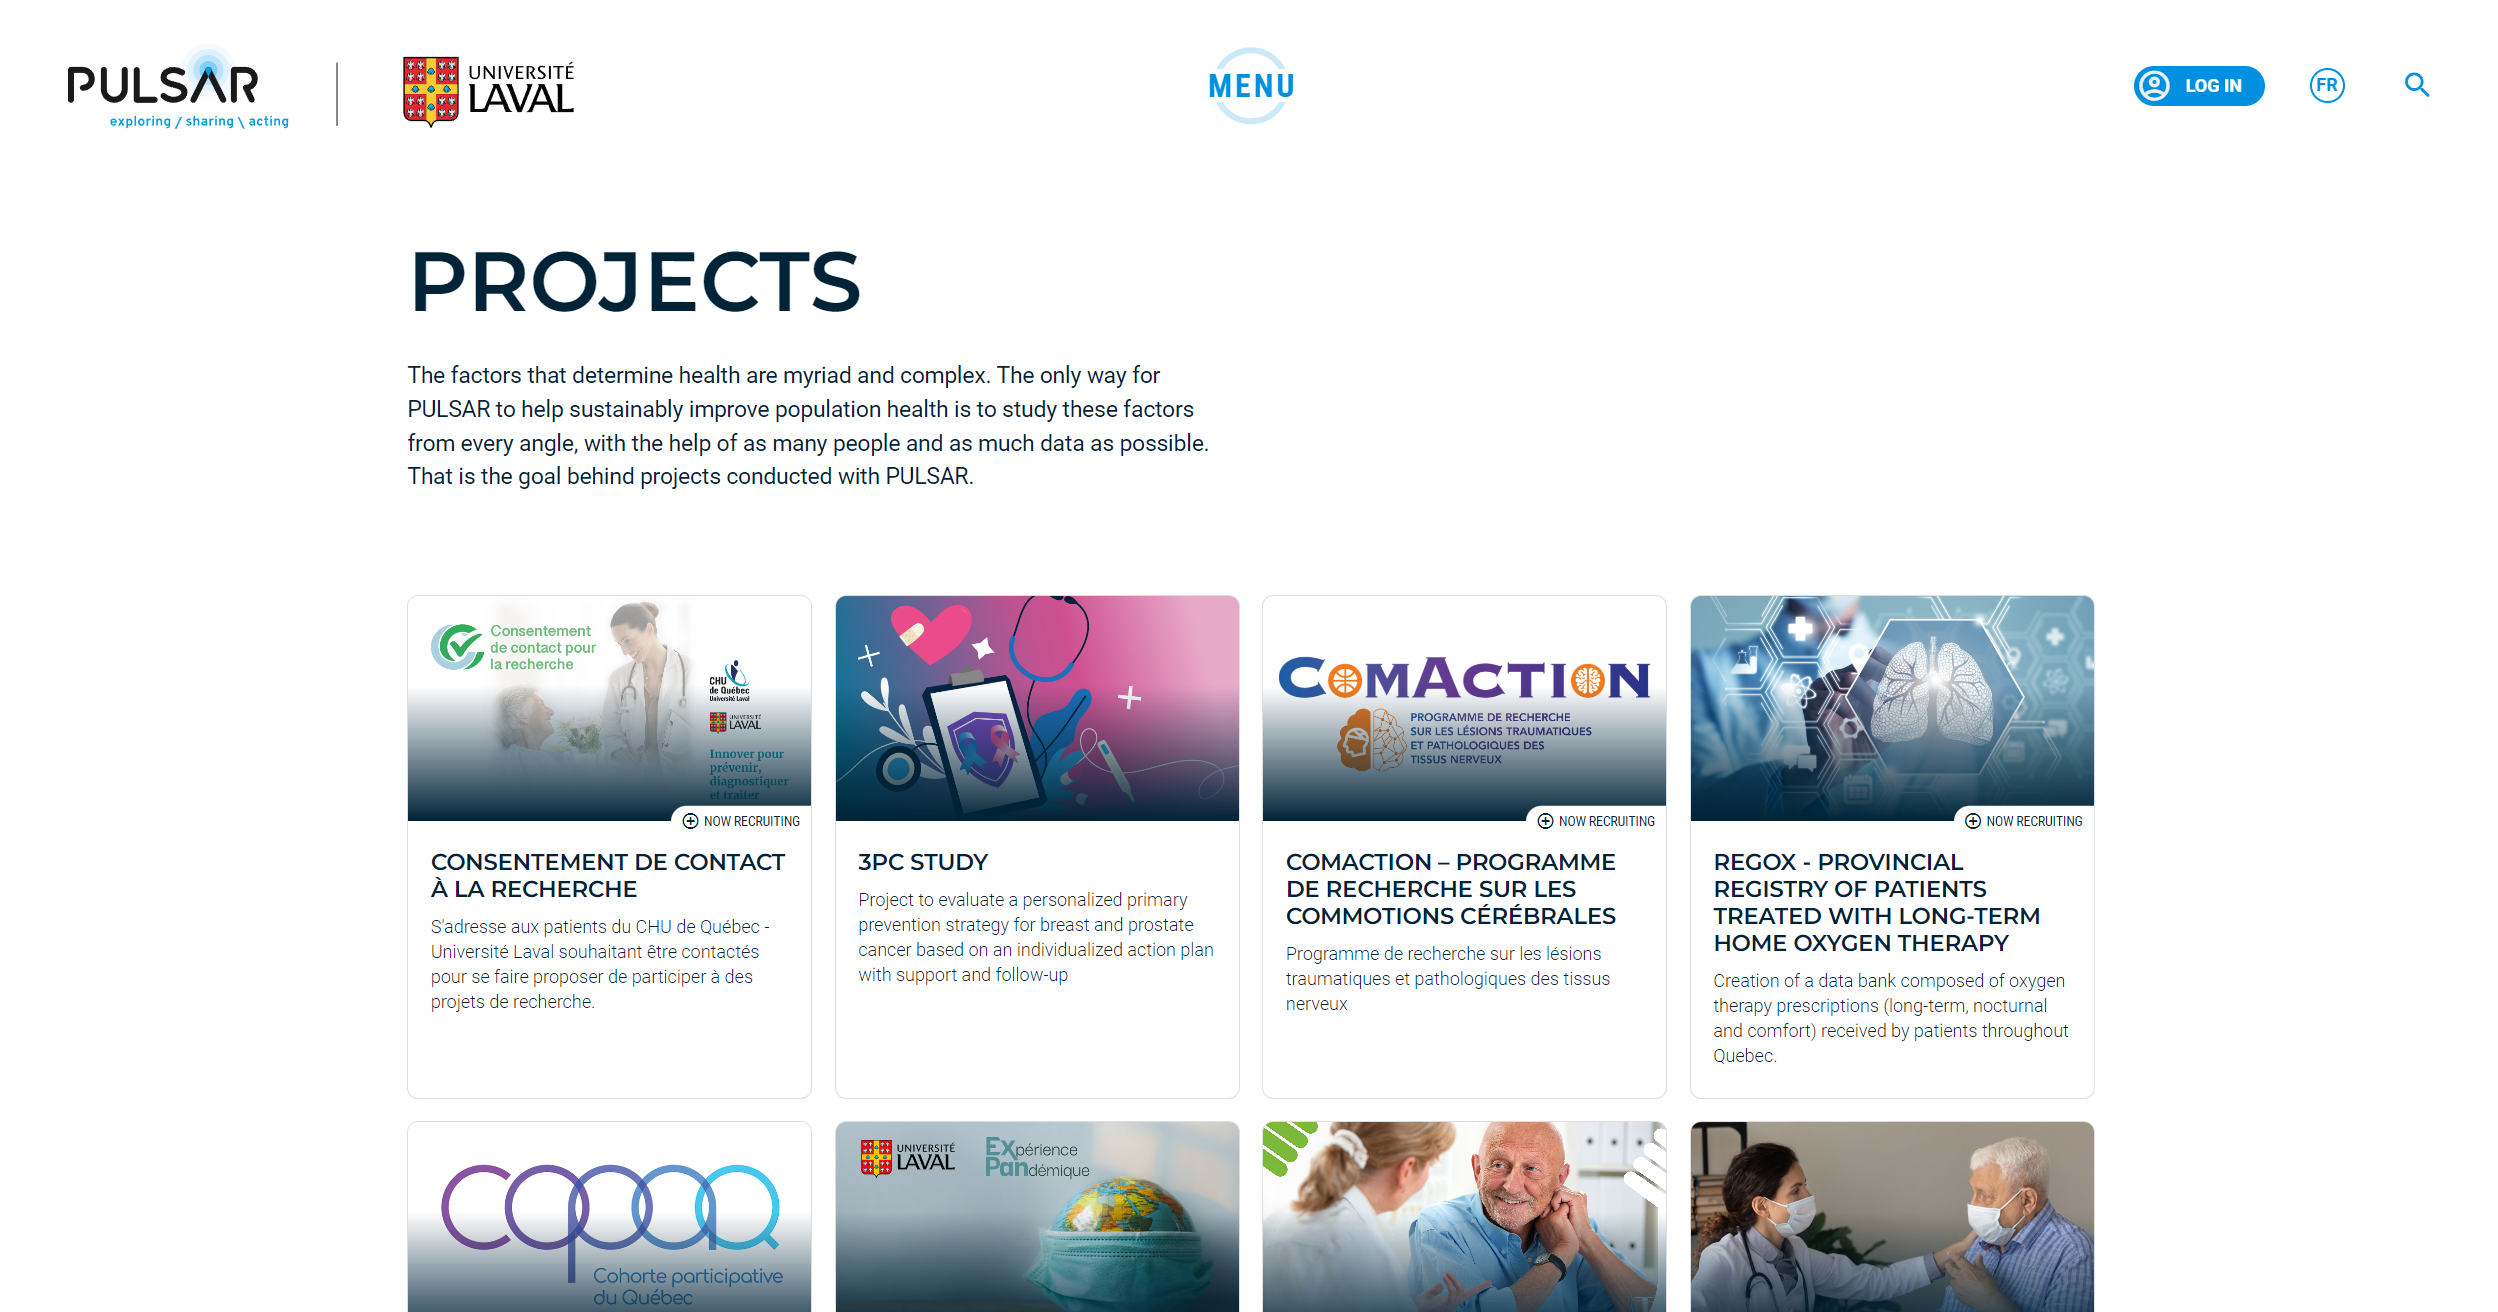 PULSAR
exploring / sharing \ acting
UNIVERSITÉ
LAVAL
MENU
LOG IN
FR
PROJECTS
The factors that determine health are myriad and complex. The only way for
PULSAR to help sustainably improve population health is to study these factors
from every angle, with the help of as many people and as much data as possible.
That is the goal behind projects conducted with PULSAR.
Consentement
de contact pour
la recherche
CHU
de Québec
Université Laval
UNIVERSITÉ
LAVAL
Innover pour
prévenir,
diagnostiquer
et traiter
NOW RECRUITING
CONSENTEMENT DE CONTACT
À LA RECHERCHE
S'adresse aux patients du CHU de Québec -
Université Laval souhaitant être contactés
pour se faire proposer de participer à des
projets de recherche.
3PC STUDY
Project to evaluate a personalized primary
prevention strategy for breast and prostate
cancer based on an individualized action plan
with support and follow-up
COMACTION
PROGRAMME DE RECHERCHE
SUR LES LÉSIONS TRAUMATIQUES
ET PATHOLOGIQUES DES
TISSUS NERVEUX
NOW RECRUITING
COMACTION – PROGRAMME
DE RECHERCHE SUR LES
COMMOTIONS CÉRÉBRALES
Programme de recherche sur les lésions
traumatiques et pathologiques des tissus
nerveux
NOW RECRUITING
REGOX - PROVINCIAL
REGISTRY OF PATIENTS
TREATED WITH LONG-TERM
HOME OXYGEN THERAPY
Creation of a data bank composed of oxygen
therapy prescriptions (long-term, nocturnal
and comfort) received by patients throughout
Quebec.
copaQ
Cohorte participative
du Québec
UNIVERSITÉ
LAVAL
EXpérience
Pandémique